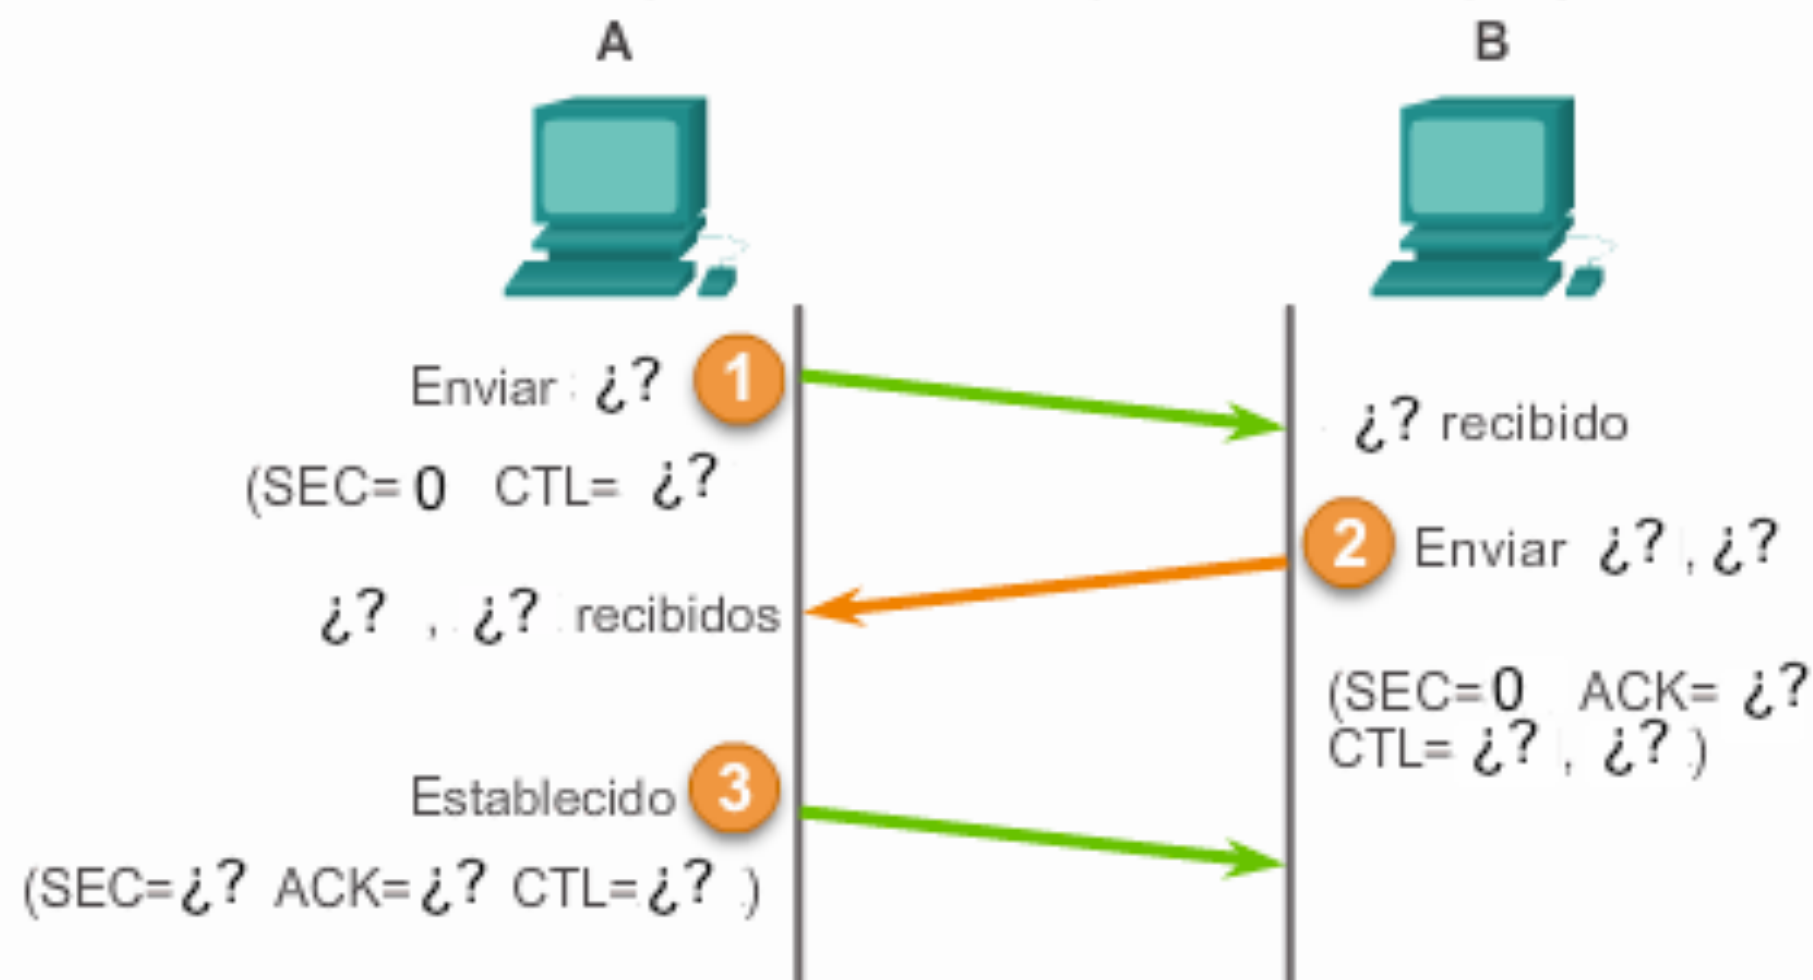 A
B
Enviar : ¿? 1
¿? recibido
(SEC= 0 CTL= ¿?
2 Enviar ¿? , ¿?
¿? , ¿? recibidos
(SEC= 0 ACK= ¿?
CTL= ¿? , ¿? )
Establecido 3
(SEC=¿? ACK=¿? CTL=¿? )